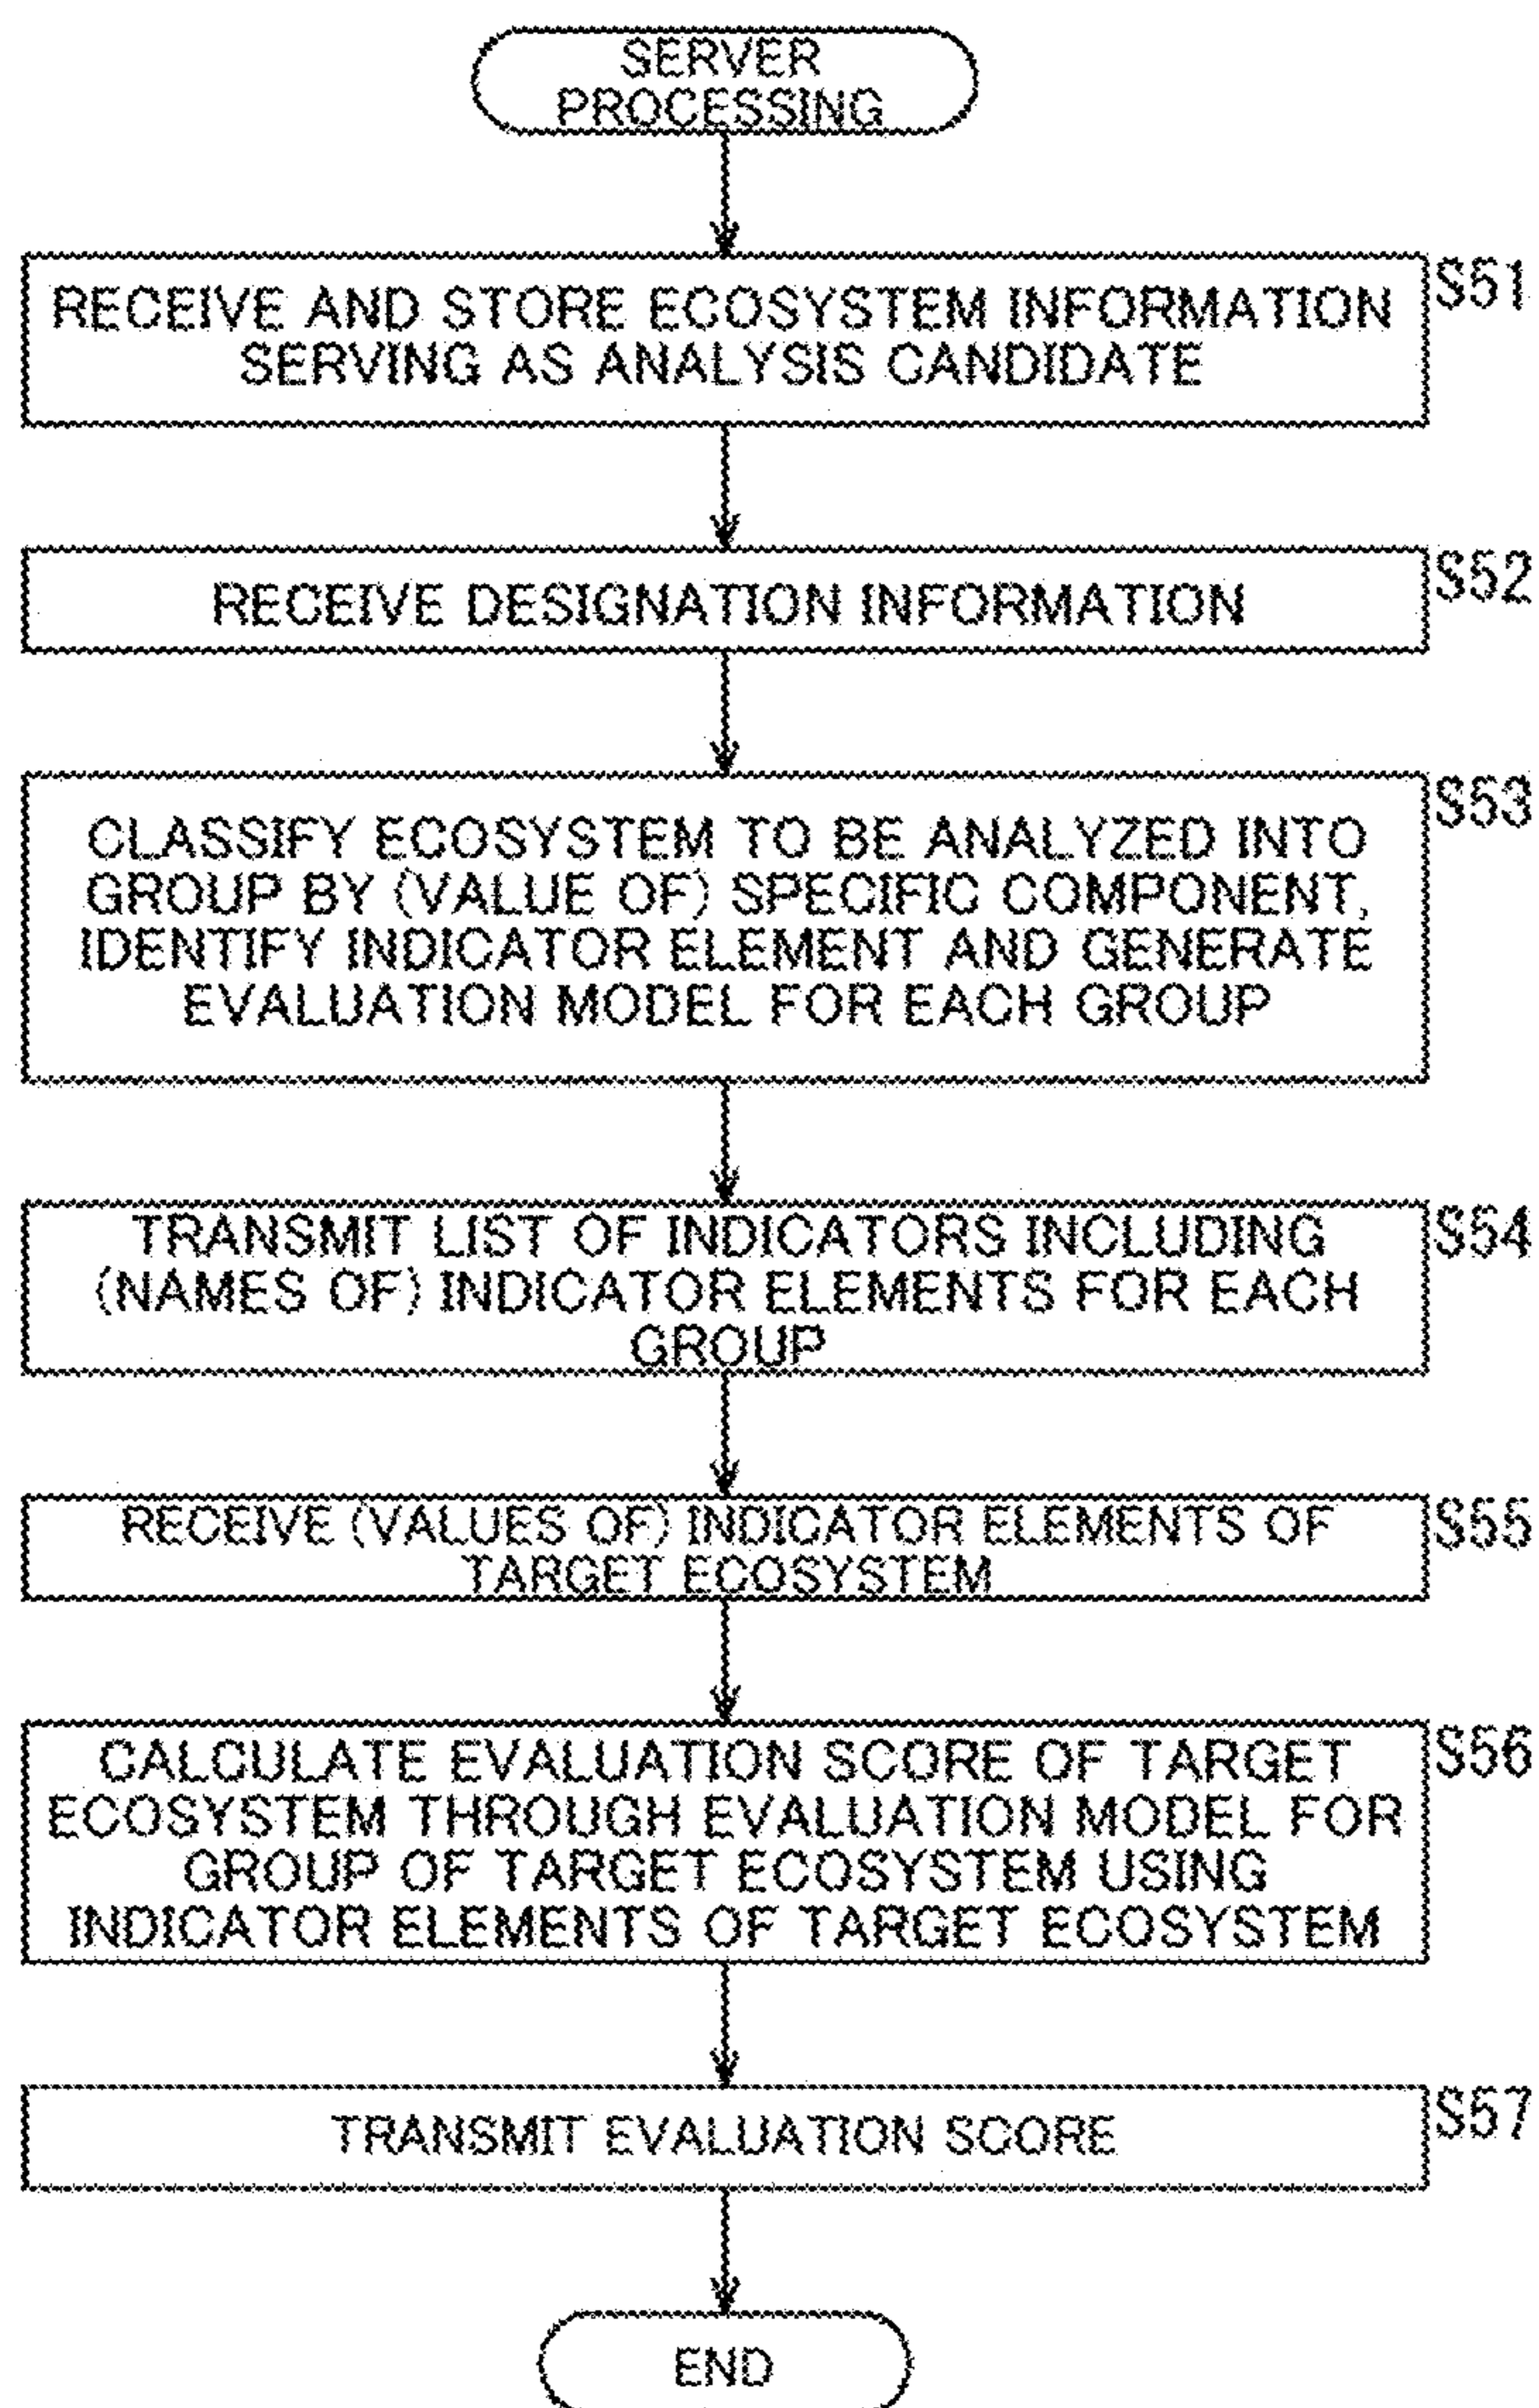 SERVER
PROCESSING
RECEIVE AND STORE ECOSYSTEM INFORMATION
SERVING AS ANALYSIS CANDIDATE
S51
RECEIVE DESIGNATION INFORMATION
S52
CLASSIFY ECOSYSTEM TO BE ANALYZED INTO
GROUP BY (VALUE OF) SPECIFIC COMPONENT,
IDENTIFY INDICATOR ELEMENT AND GENERATE
EVALUATION MODEL FOR EACH GROUP
S53
TRANSMIT LIST OF INDICATORS INCLUDING
(NAMES OF) INDICATOR ELEMENTS FOR EACH
GROUP
S54
RECEIVE (VALUES OF) INDICATOR ELEMENTS OF
TARGET ECOSYSTEM
S55
CALCULATE EVALUATION SCORE OF TARGET
ECOSYSTEM THROUGH EVALUATION MODEL FOR
GROUP OF TARGET ECOSYSTEM USING
INDICATOR ELEMENTS OF TARGET ECOSYSTEM
S56
TRANSMIT EVALUATION SCORE
S57
END